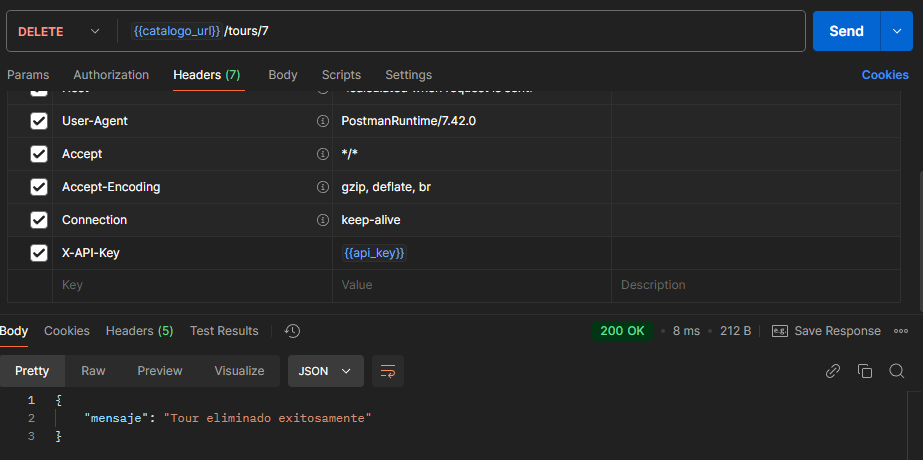 DELETE {{catalogo_url}} /tours/7 Send
Params Authorization Headers (7) Body Scripts Settings Cookies
User-Agent PostmanRuntime/7.42.0
Accept */*
Accept-Encoding gzip, deflate, br
Connection keep-alive
X-API-Key {{api_key}}
Key Value Description
Body Cookies Headers (5) Test Results 200 OK • 8 ms • 212 B e.g. Save Response
Pretty Raw Preview Visualize JSON
1 {
2 "mensaje": "Tour eliminado exitosamente"
3 }